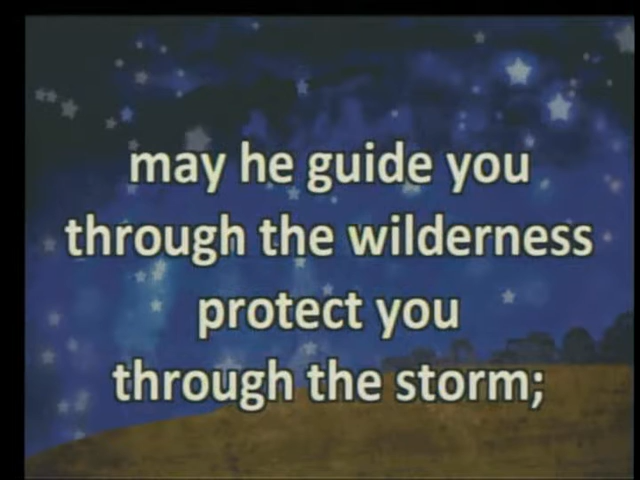 may he guide you
through the wilderness
protect you
through the storm;